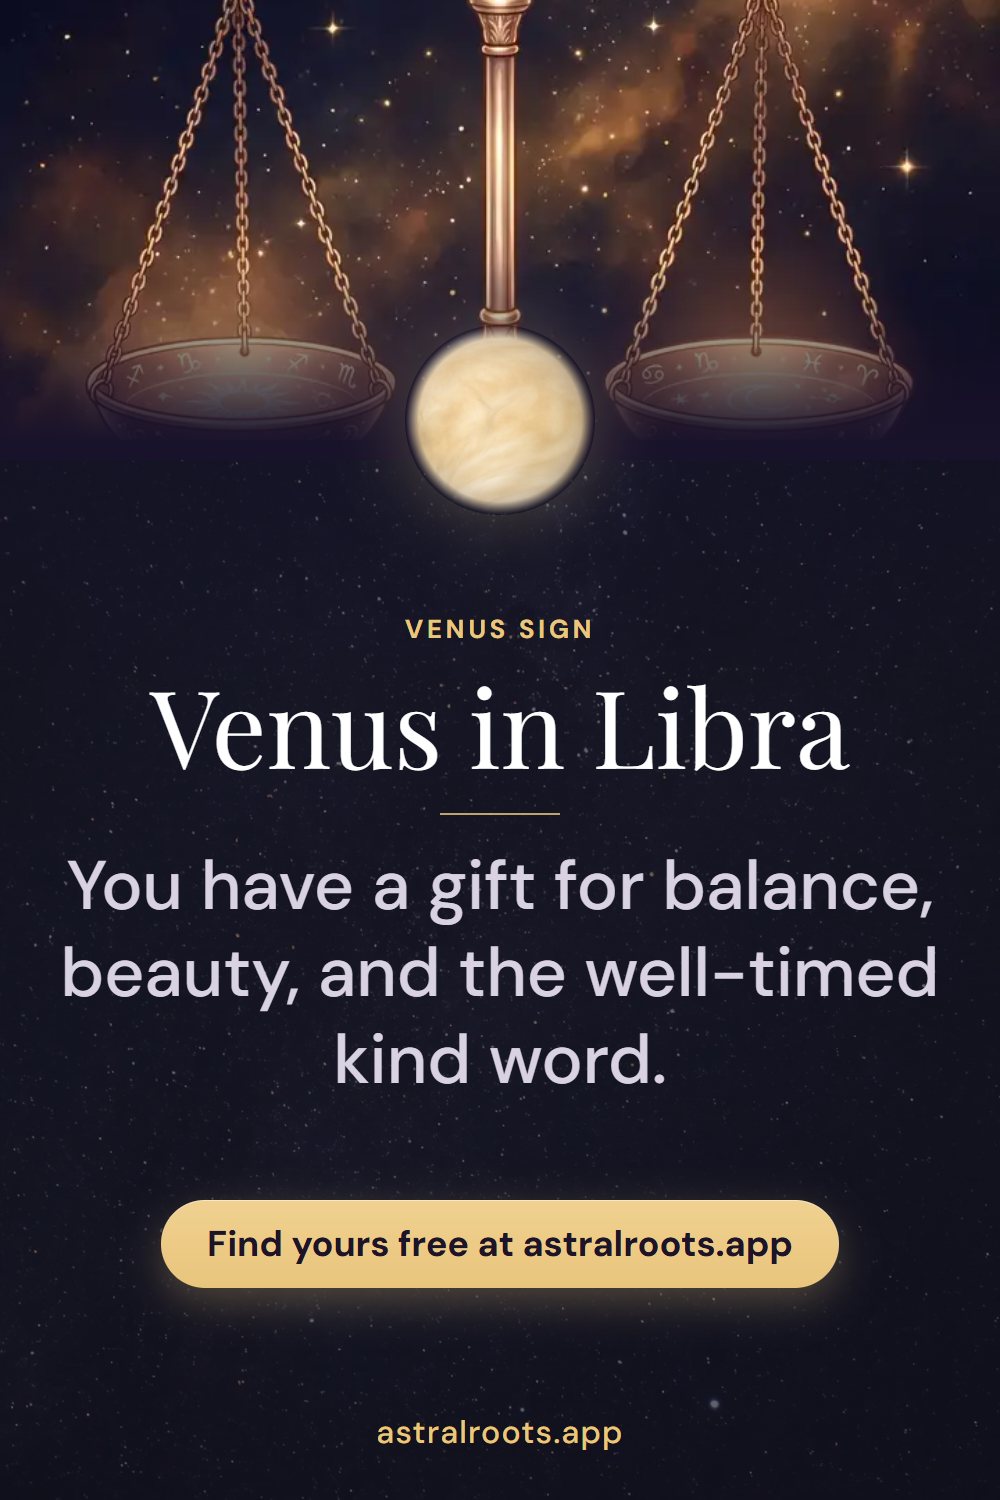 VENUS SIGN
Venus in Libra
You have a gift for balance,
beauty, and the well-timed
kind word.
Find yours free at astralroots.app
astralroots.app